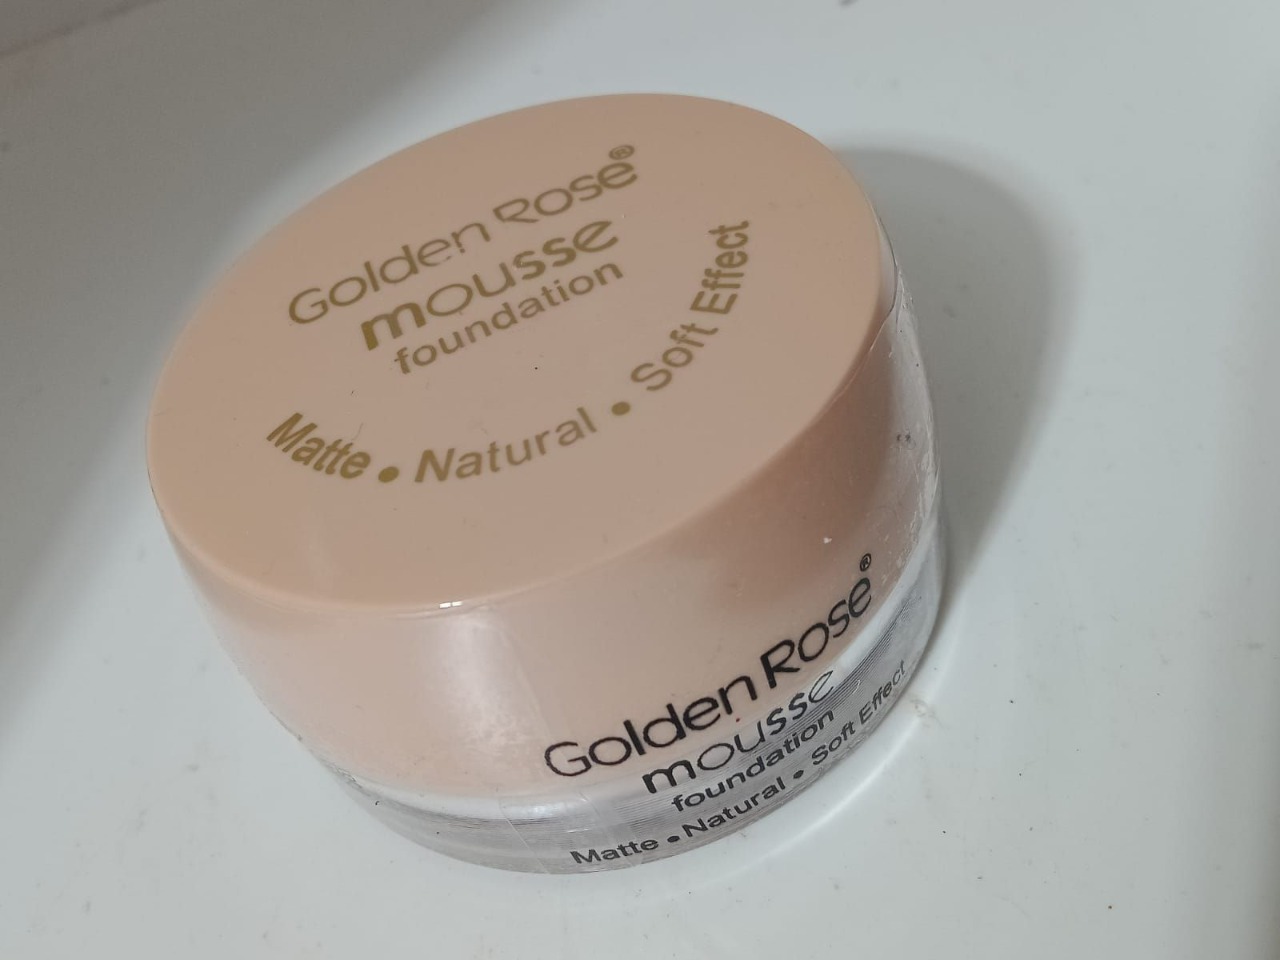 Golden Rose®
mousse
foundation
Matte • Natural • Soft Effect
Golden Rose®
mousse
foundation
Matte • Natural • Soft Effect